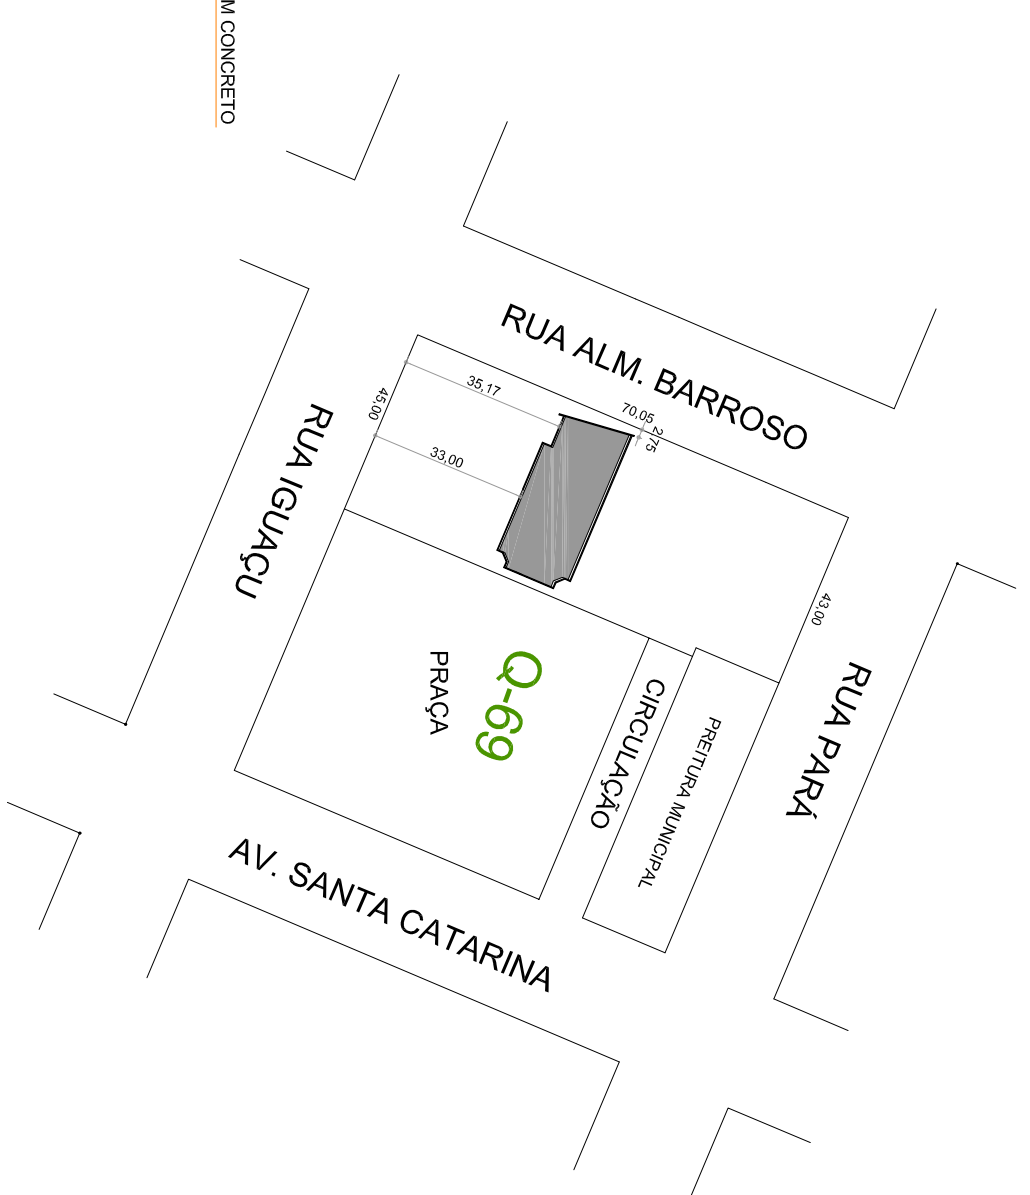 M CONCRETO
RUA ALM. BARROSO
35,17
45,00
70,05
2,75
33,00
RUA IGUAÇU
43,00
Q-69
PRAÇA
CIRCULAÇÃO
PREITURA MUNICIPAL
RUA PARÁ
AV. SANTA CATARINA